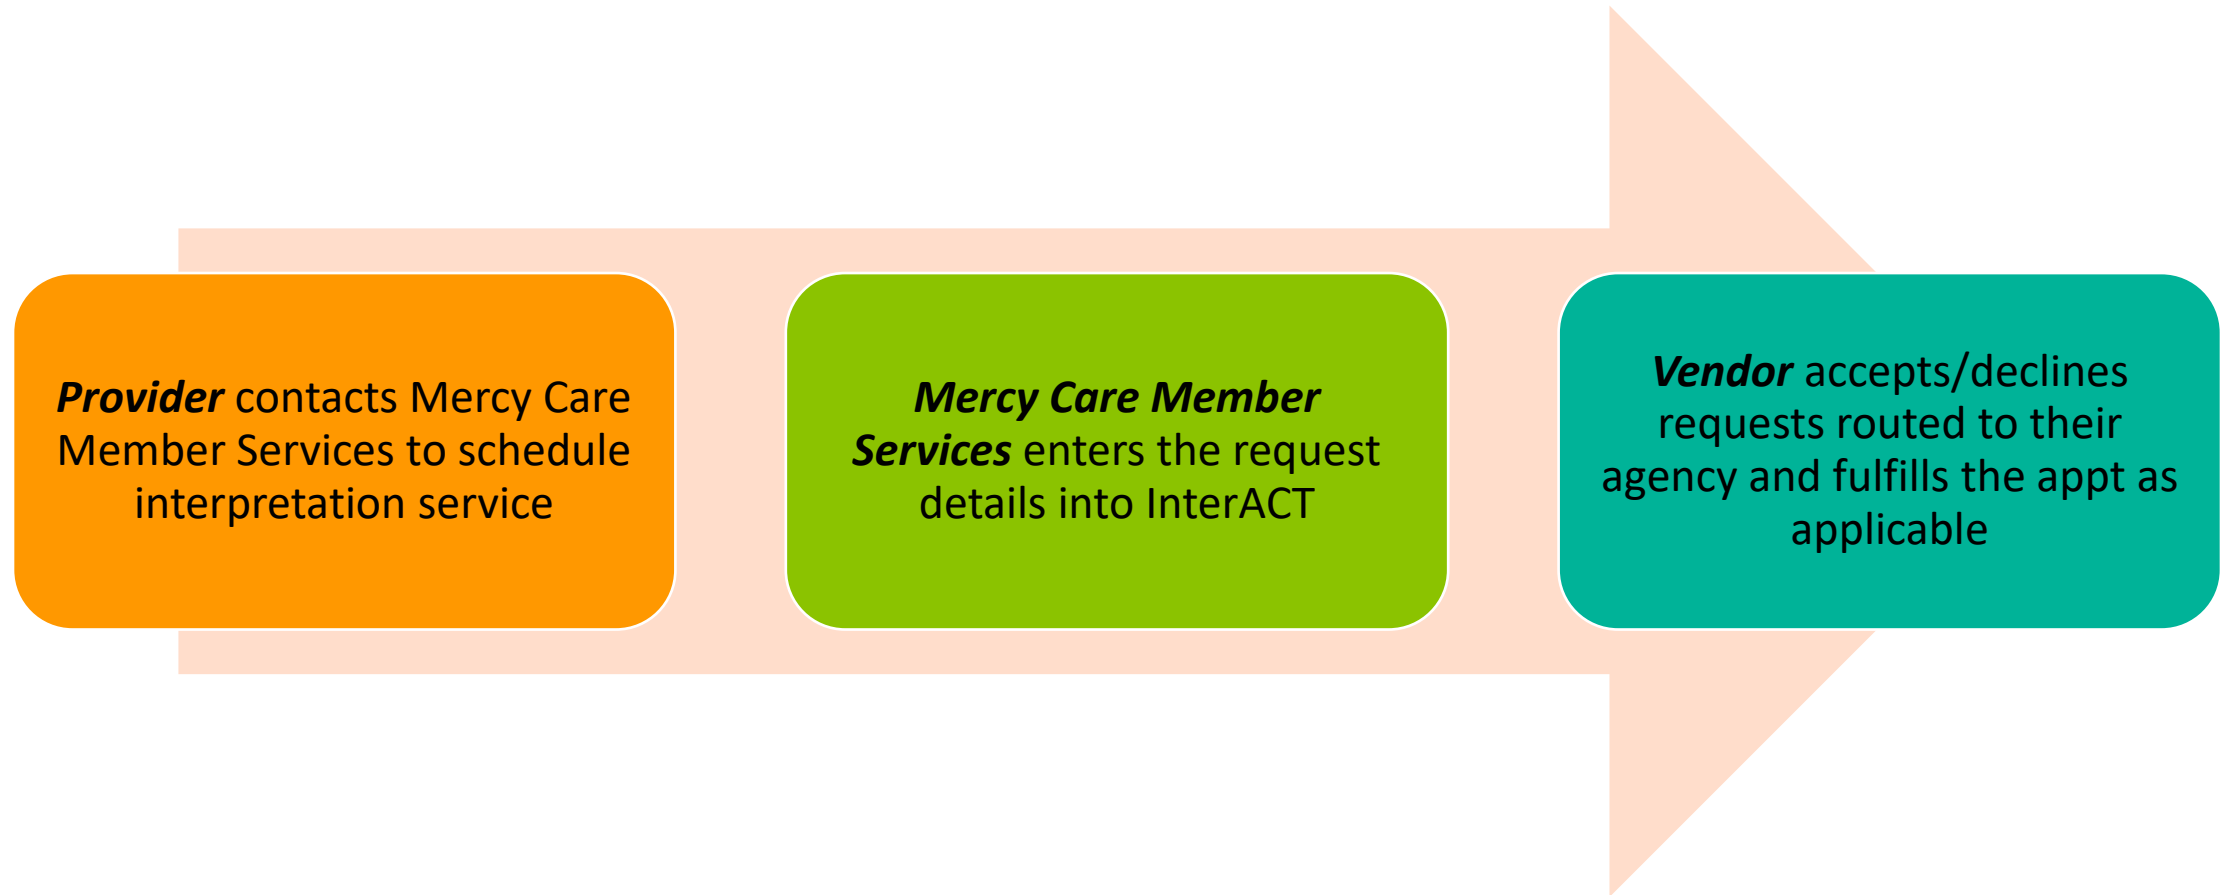 Provider contacts Mercy Care
Member Services to schedule
interpretation service
Mercy Care Member
Services enters the request
details into InterACT
Vendor accepts/declines
requests routed to their
agency and fulfills the appt as
applicable